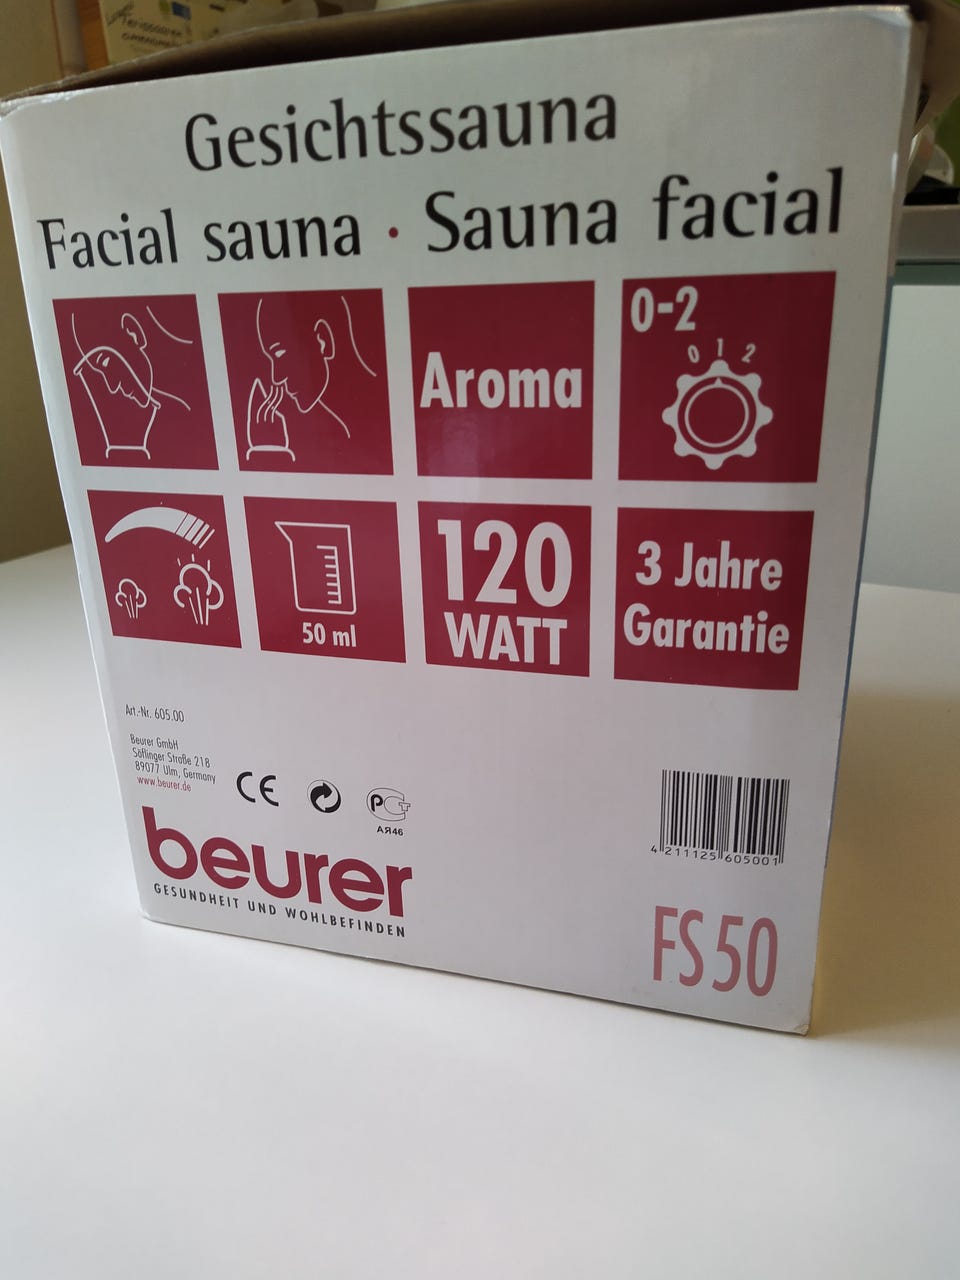 Gesichtssauna
Facial sauna · Sauna facial
Aroma
0-2
0 1 2
50 ml
120
WATT
3 Jahre
Garantie
Art.-Nr. 605.00
Beurer GmbH
Söflinger Straße 218
89077 Ulm, Germany
www.beurer.de
CE
РСТ
АЯ46
beurer
GESUNDHEIT UND WOHLBEFINDEN
4 211125 605001
FS 50